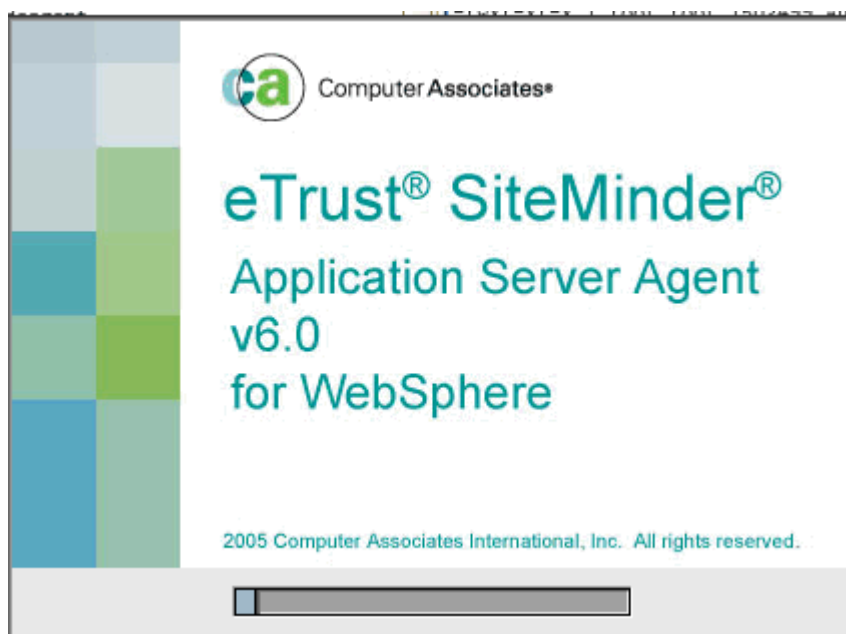 ca Computer Associates®
eTrust® SiteMinder®
Application Server Agent
v6.0
for WebSphere
2005 Computer Associates International, Inc. All rights reserved.